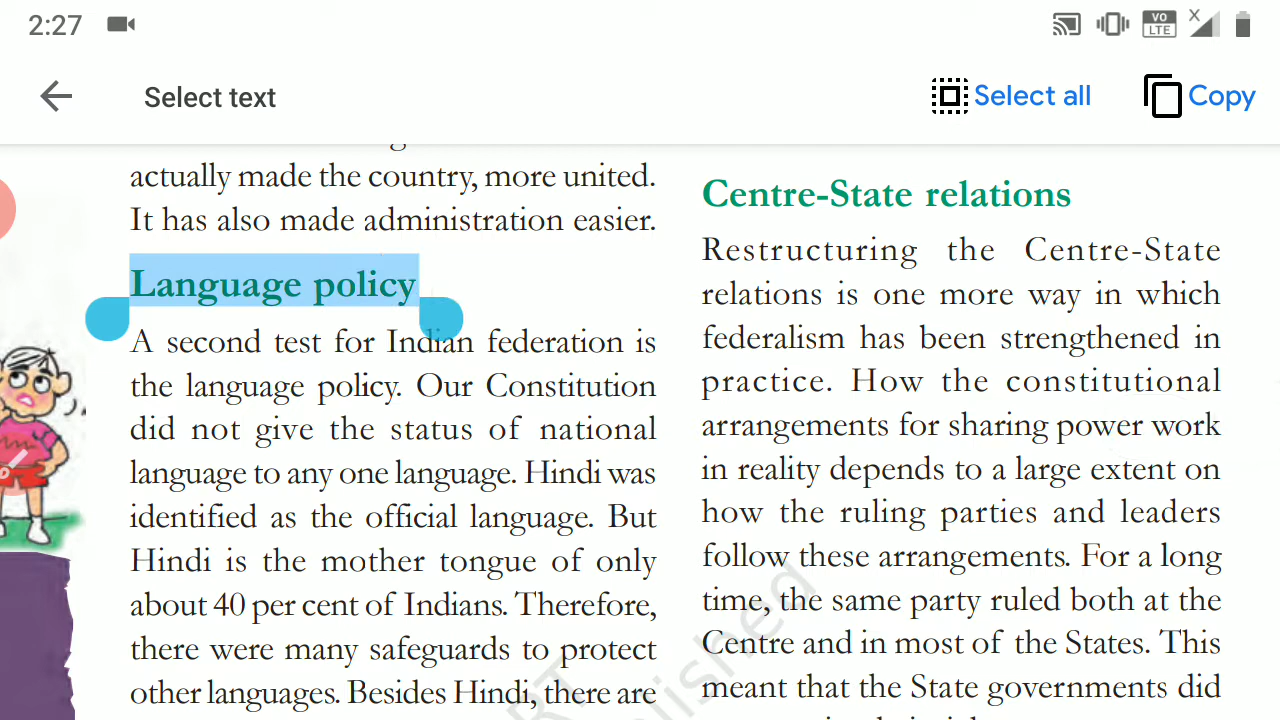 2:27
VO
LTE
X
Select text
Select all
Copy
actually made the country, more united.
It has also made administration easier.
Language policy
A second test for Indian federation is
the language policy. Our Constitution
did not give the status of national
language to any one language. Hindi was
identified as the official language. But
Hindi is the mother tongue of only
about 40 per cent of Indians. Therefore,
there were many safeguards to protect
other languages. Besides Hindi, there are
Centre-State relations
Restructuring the Centre-State
relations is one more way in which
federalism has been strengthened in
practice. How the constitutional
arrangements for sharing power work
in reality depends to a large extent on
how the ruling parties and leaders
follow these arrangements. For a long
time, the same party ruled both at the
Centre and in most of the States. This
meant that the State governments did